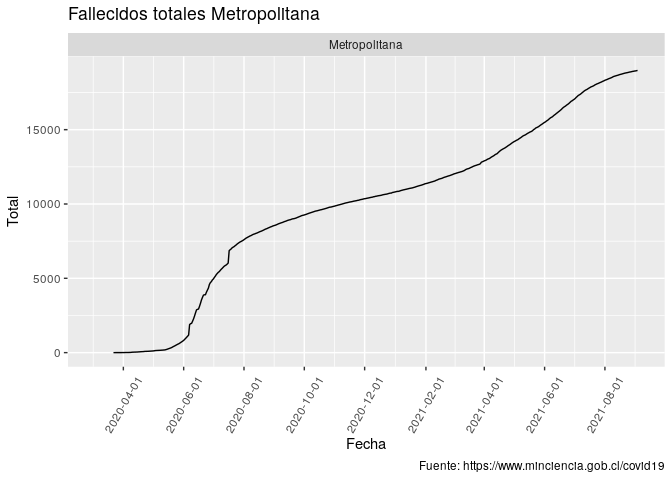 Fallecidos totales Metropolitana
Metropolitana
15000
10000
5000
0
Total
2020-04-01
2020-06-01
2020-08-01
2020-10-01
2020-12-01
2021-02-01
2021-04-01
2021-06-01
2021-08-01
Fecha
Fuente: https://www.minciencia.gob.cl/covid19